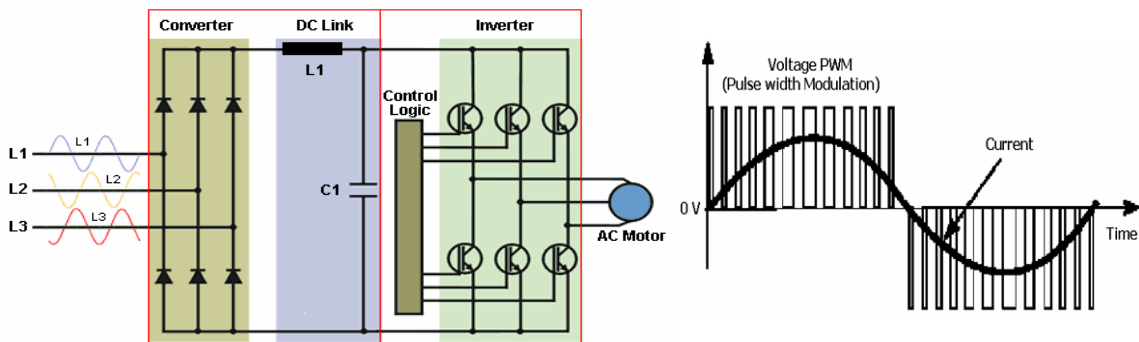 Converter
DC Link
Inverter
L1
Control
Logic
L1
L1
L2
L2
L3
L3
C1
AC Motor
Voltage PWM
(Pulse width Modulation)
Current
0 V
Time